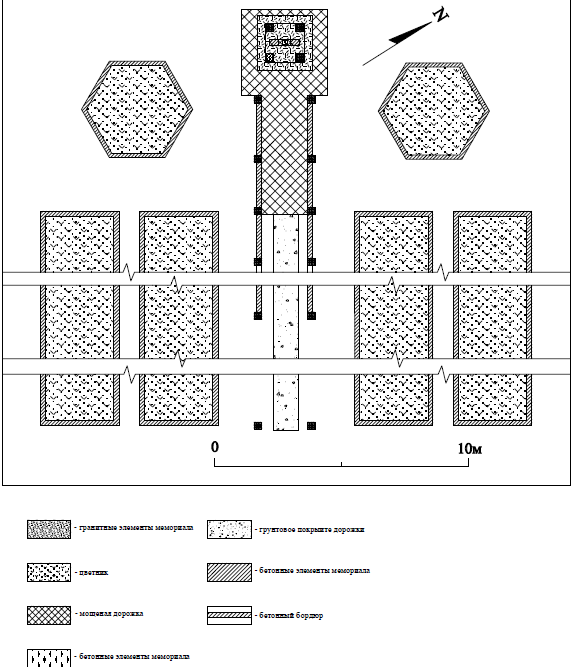 N
0 10м
- гранитные элементы мемориала
- грунтовое покрытие дорожки
- цветник
- бетонные элементы мемориала
- мощеная дорожка
- бетонный бордюр
- бетонные элементы мемориала